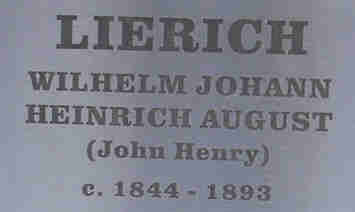 LIERICH
WILHELM JOHANN
HEINRICH AUGUST
(John Henry)
c. 1844 - 1893